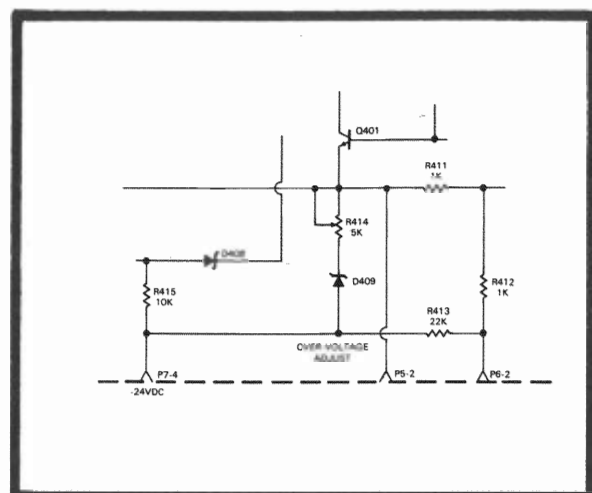 Q401
R411
1K
R414
5K
D408
D409
R415
10K
R412
1K
R413
22K
OVER VOLTAGE
ADJUST
P7-4
P5-2
P6-2
-24VDC